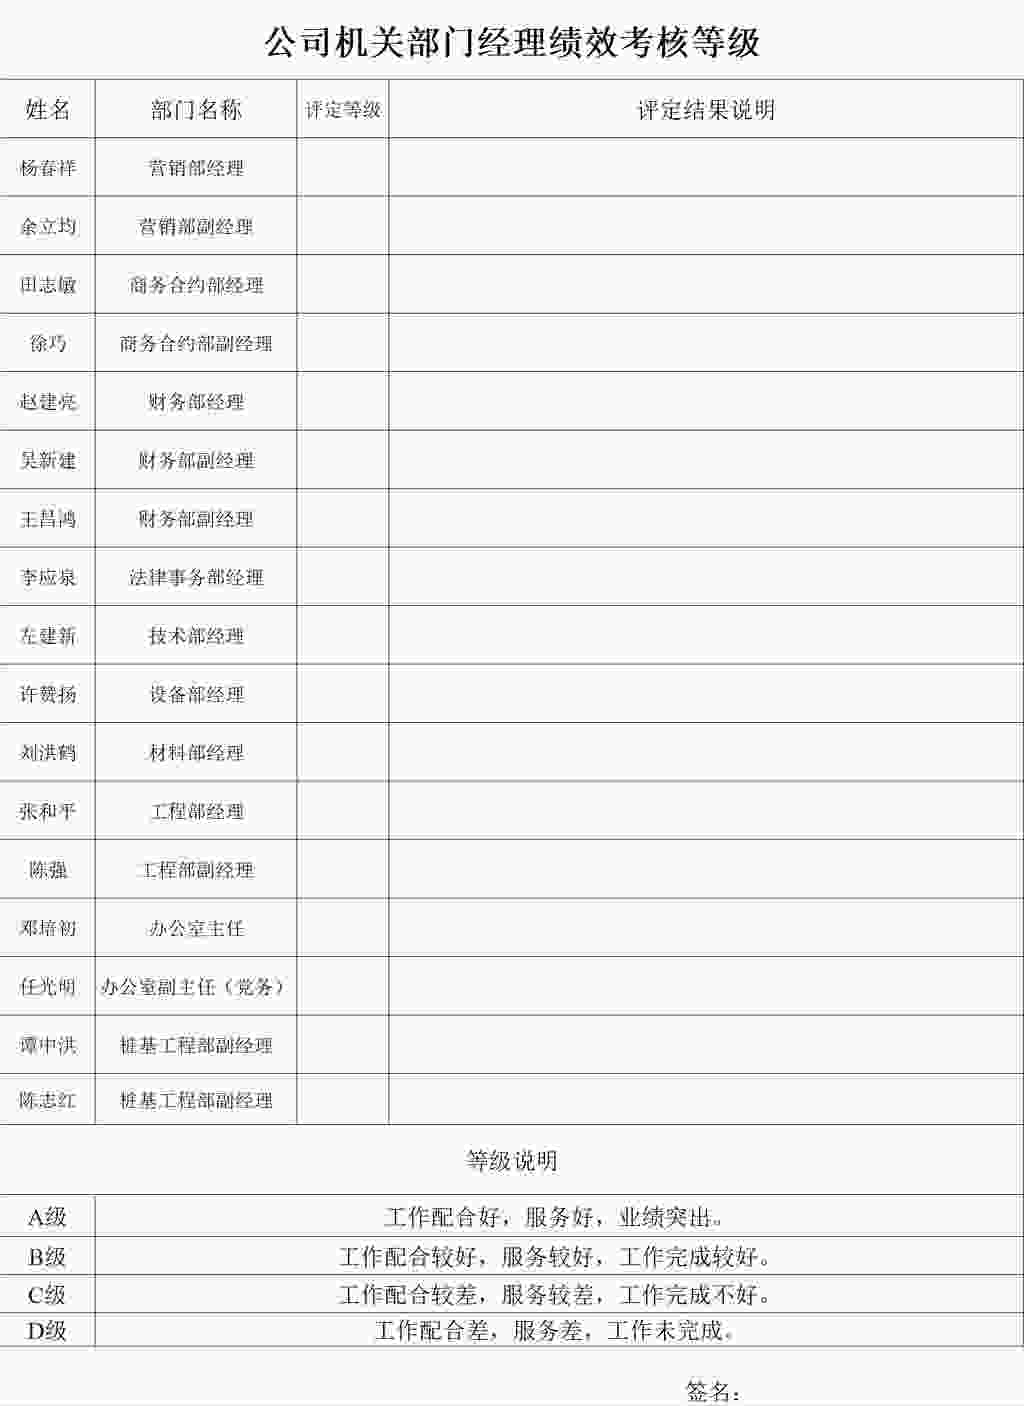 公司机关部门经理绩效考核等级
姓名 部门名称 评定等级 评定结果说明
杨春祥 营销部经理
余立均 营销部副经理
田志敏 商务合约部经理
徐巧 商务合约部副经理
赵建亮 财务部经理
吴新建 财务部副经理
王昌鸿 财务部副经理
李应泉 法律事务部经理
左建新 技术部经理
许赞扬 设备部经理
刘洪鹤 材料部经理
张和平 工程部经理
陈强 工程部副经理
邓培初 办公室主任
任光明 办公室副主任（党务）
谭中洪 桩基工程部副经理
陈志红 桩基工程部副经理
等级说明
A级 工作配合好，服务好，业绩突出。
B级 工作配合较好，服务较好，工作完成较好。
C级 工作配合较差，服务较差，工作完成不好。
D级 工作配合差，服务差，工作未完成。
签名：